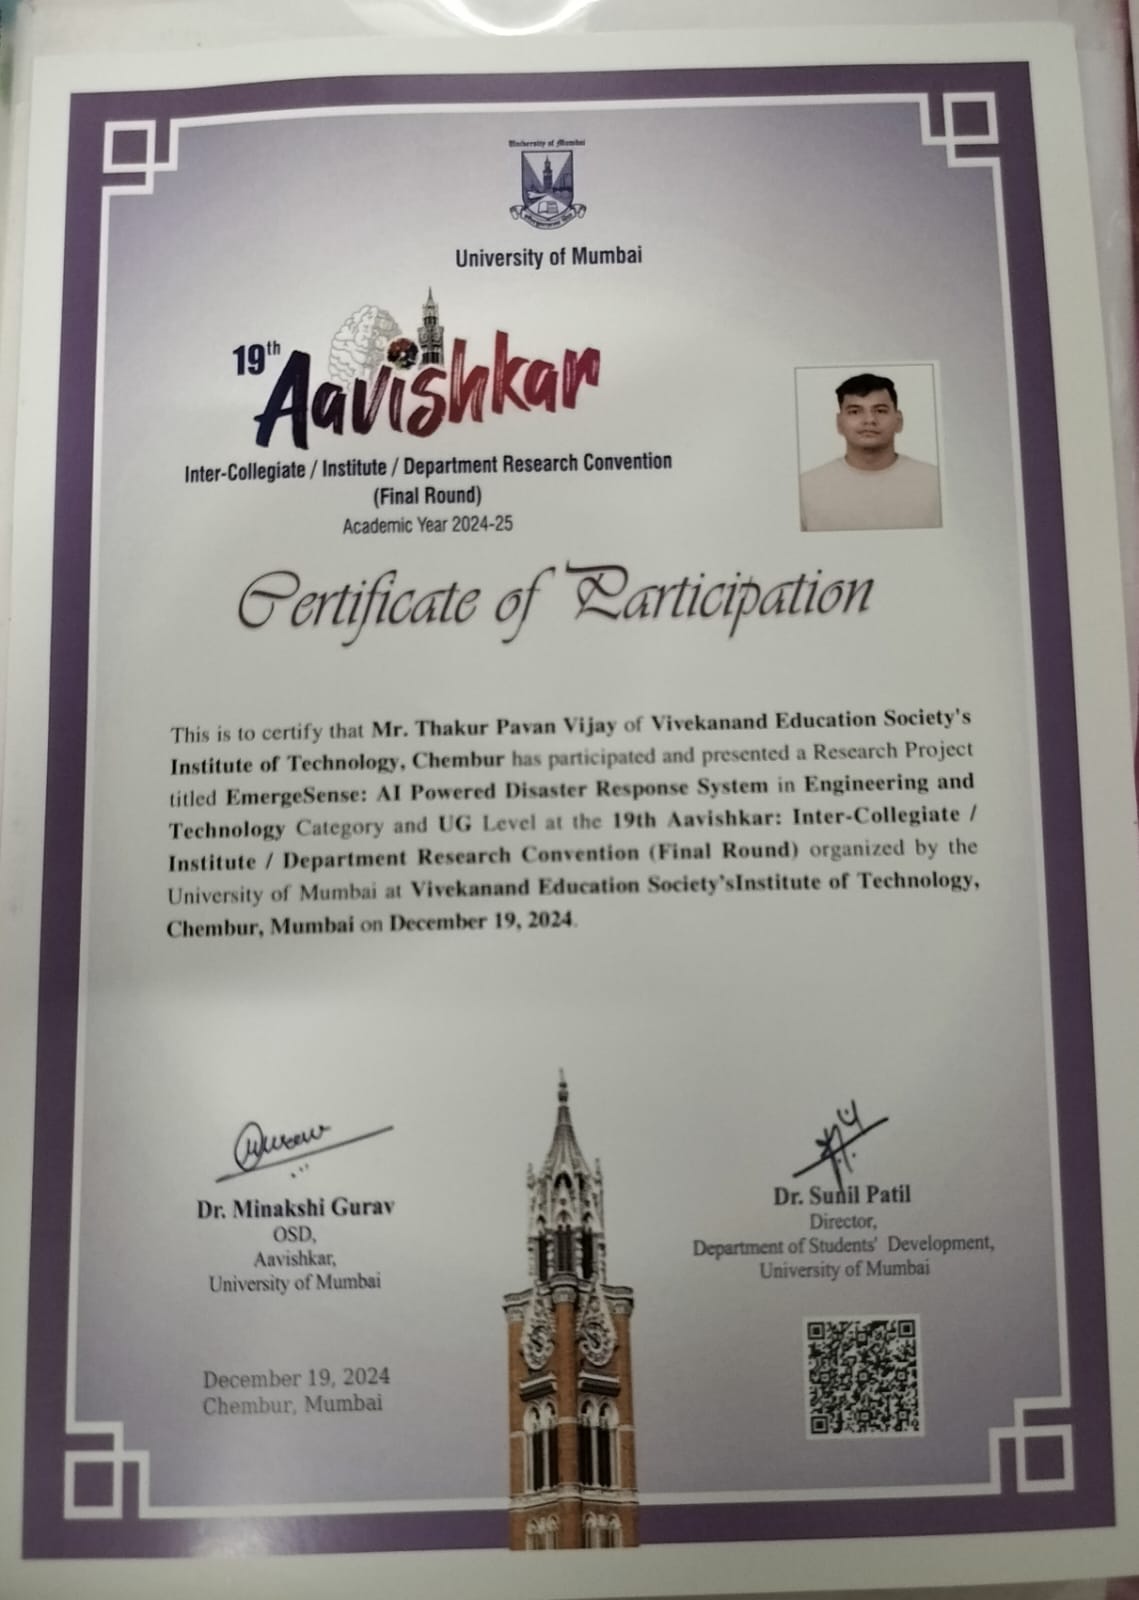 University of Mumbai
University of Mumbai
19th Aavishkar
Inter-Collegiate / Institute / Department Research Convention
(Final Round)
Academic Year 2024-25
Certificate of Participation
This is to certify that Mr. Thakur Pavan Vijay of Vivekanand Education Society's
Institute of Technology, Chembur has participated and presented a Research Project
titled EmergeSense: AI Powered Disaster Response System in Engineering and
Technology Category and UG Level at the 19th Aavishkar: Inter-Collegiate /
Institute / Department Research Convention (Final Round) organized by the
University of Mumbai at Vivekanand Education Society'sInstitute of Technology,
Chembur, Mumbai on December 19, 2024.
Dr. Minakshi Gurav
OSD,
Aavishkar,
University of Mumbai
Dr. Sunil Patil
Director,
Department of Students' Development,
University of Mumbai
December 19, 2024
Chembur, Mumbai